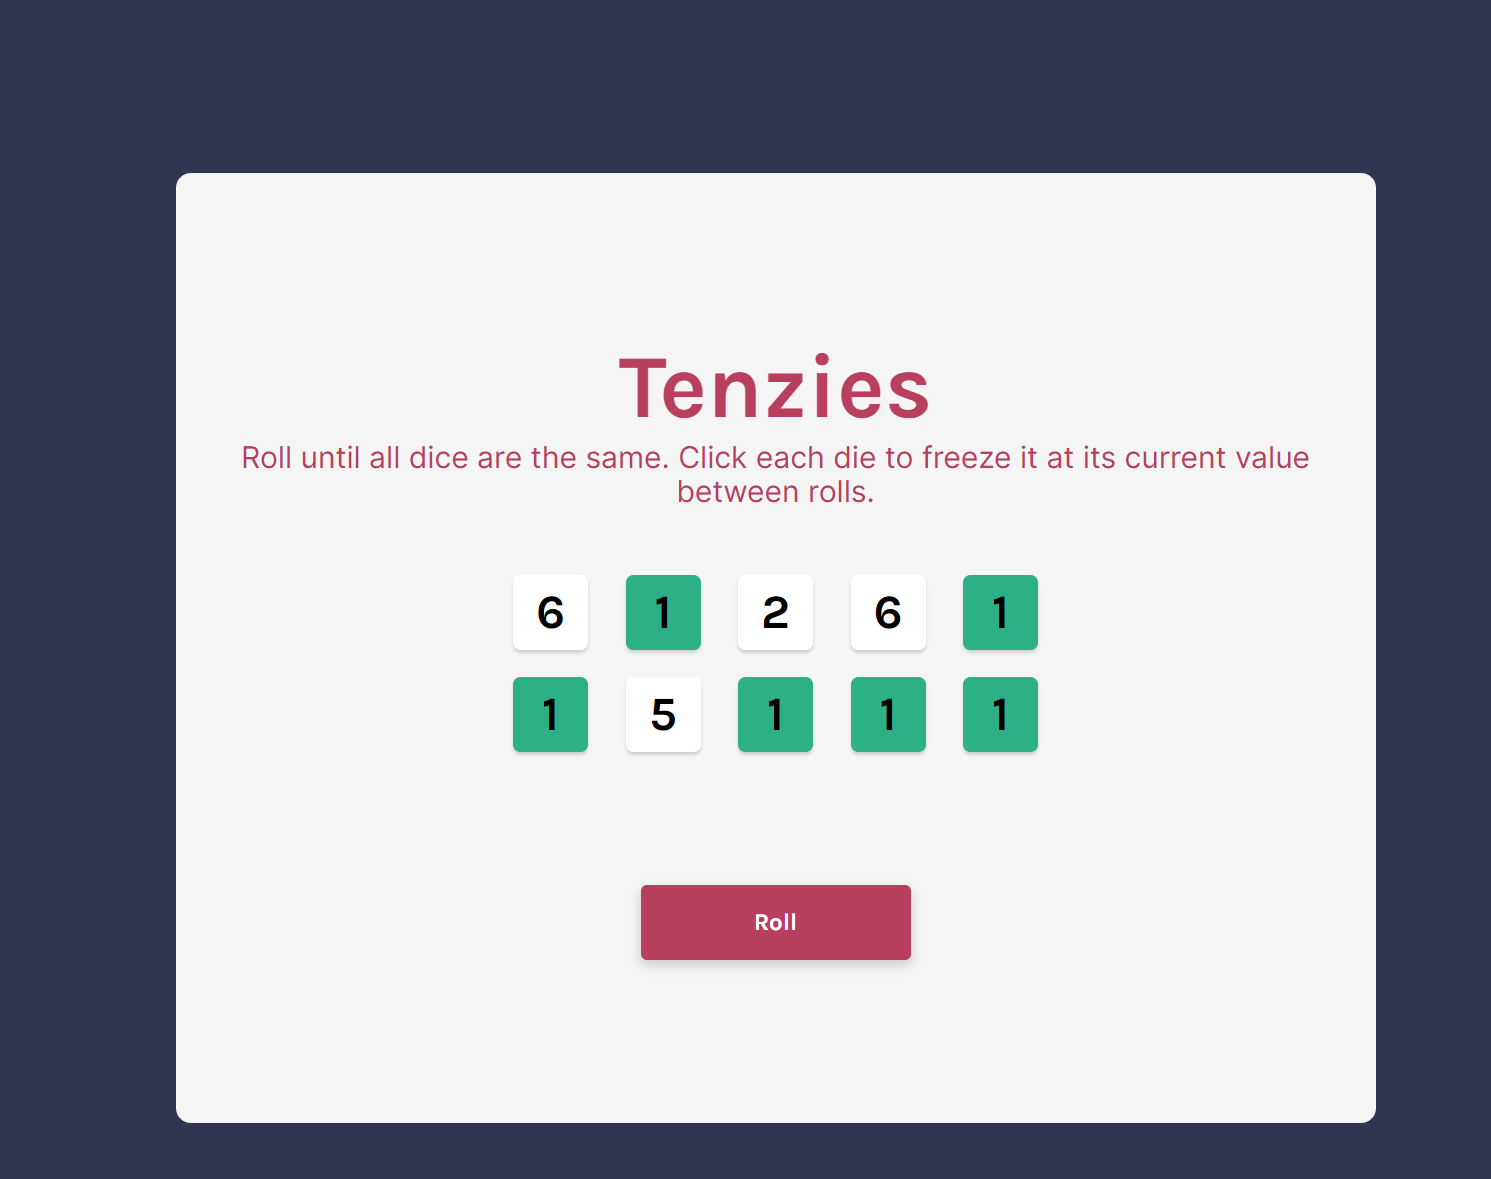 Tenzies
Roll until all dice are the same. Click each die to freeze it at its current value
between rolls.
6 1 2 6 1
1 5 1 1 1
Roll